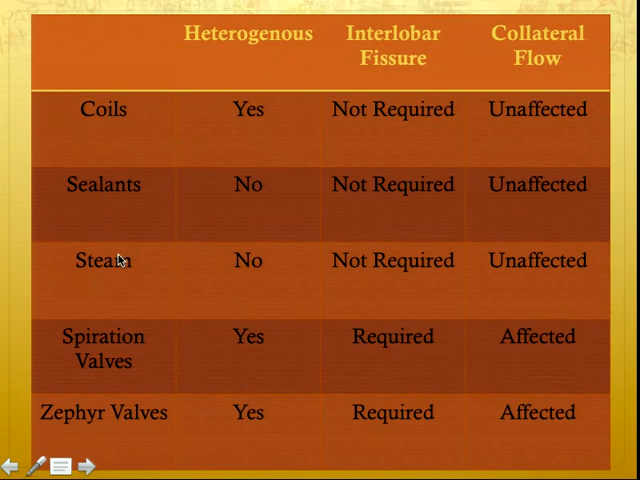 Heterogenous Interlobar Fissure Collateral Flow
Coils Yes Not Required Unaffected
Sealants No Not Required Unaffected
Steam No Not Required Unaffected
Spiration Valves Yes Required Affected
Zephyr Valves Yes Required Affected